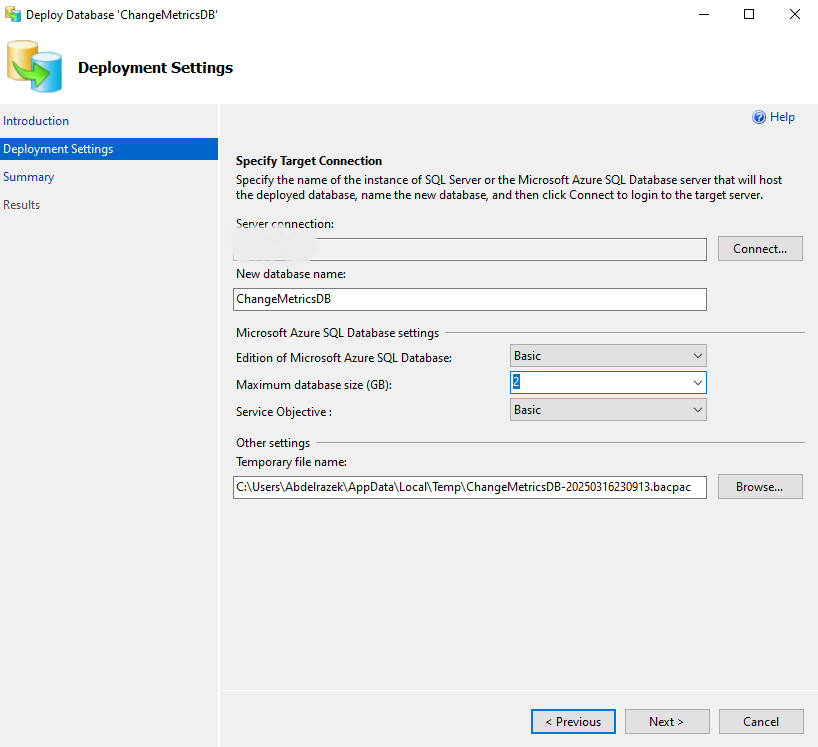 Deploy Database 'ChangeMetricsDB'
Deployment Settings
Introduction
Deployment Settings
Summary
Results
Help
Specify Target Connection
Specify the name of the instance of SQL Server or the Microsoft Azure SQL Database server that will host
the deployed database, name the new database, and then click Connect to login to the target server.
Server connection:
Connect...
New database name:
ChangeMetricsDB
Microsoft Azure SQL Database settings
Edition of Microsoft Azure SQL Database:
Basic
Maximum database size (GB):
2
Service Objective :
Basic
Other settings
Temporary file name:
C:\Users\Abdelrazek\AppData\Local\Temp\ChangeMetricsDB-20250316230913.bacpac
Browse...
< Previous
Next >
Cancel